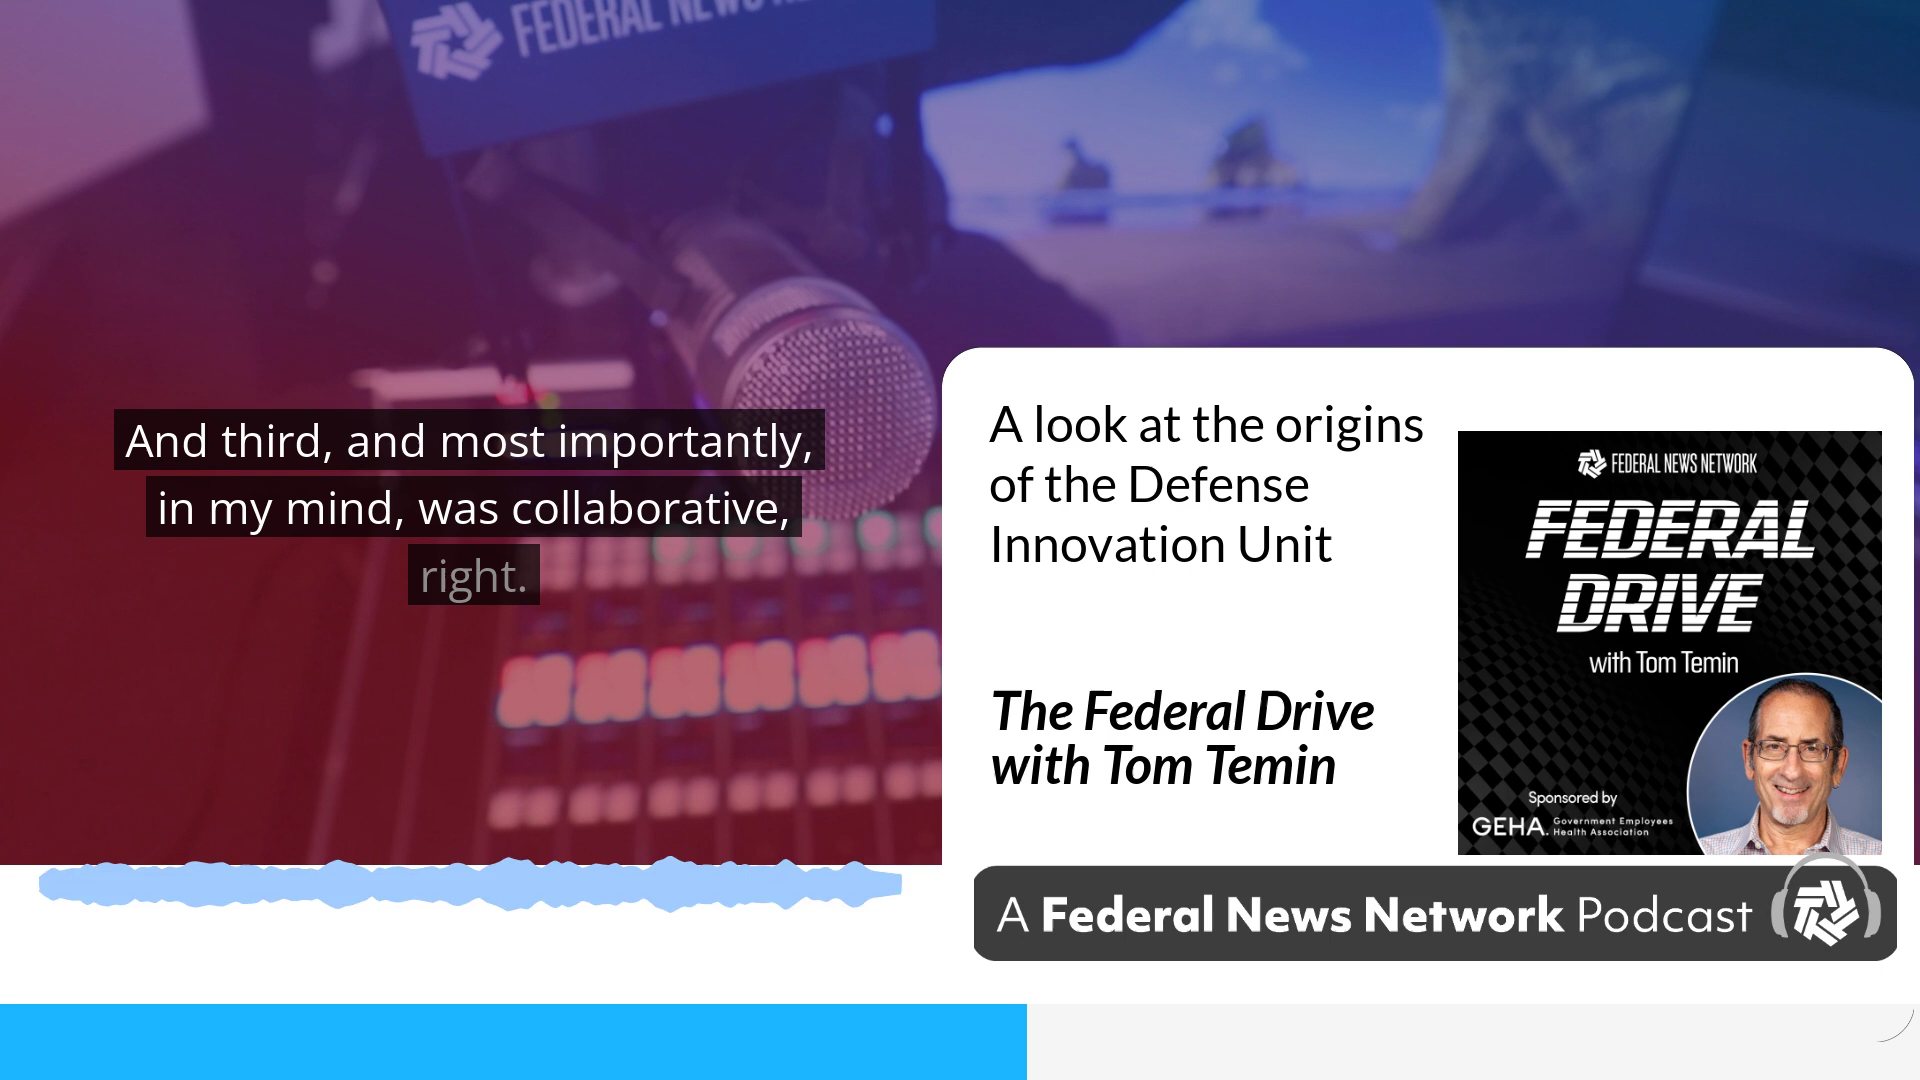 FEDERAL NEWS
And third, and most importantly,
in my mind, was collaborative,
right.
A look at the origins
of the Defense
Innovation Unit
The Federal Drive
with Tom Temin
FEDERAL NEWS NETWORK
FEDERAL
DRIVE
with Tom Temin
Sponsored by
GEHA. Government Employees
Health Association
A Federal News Network Podcast